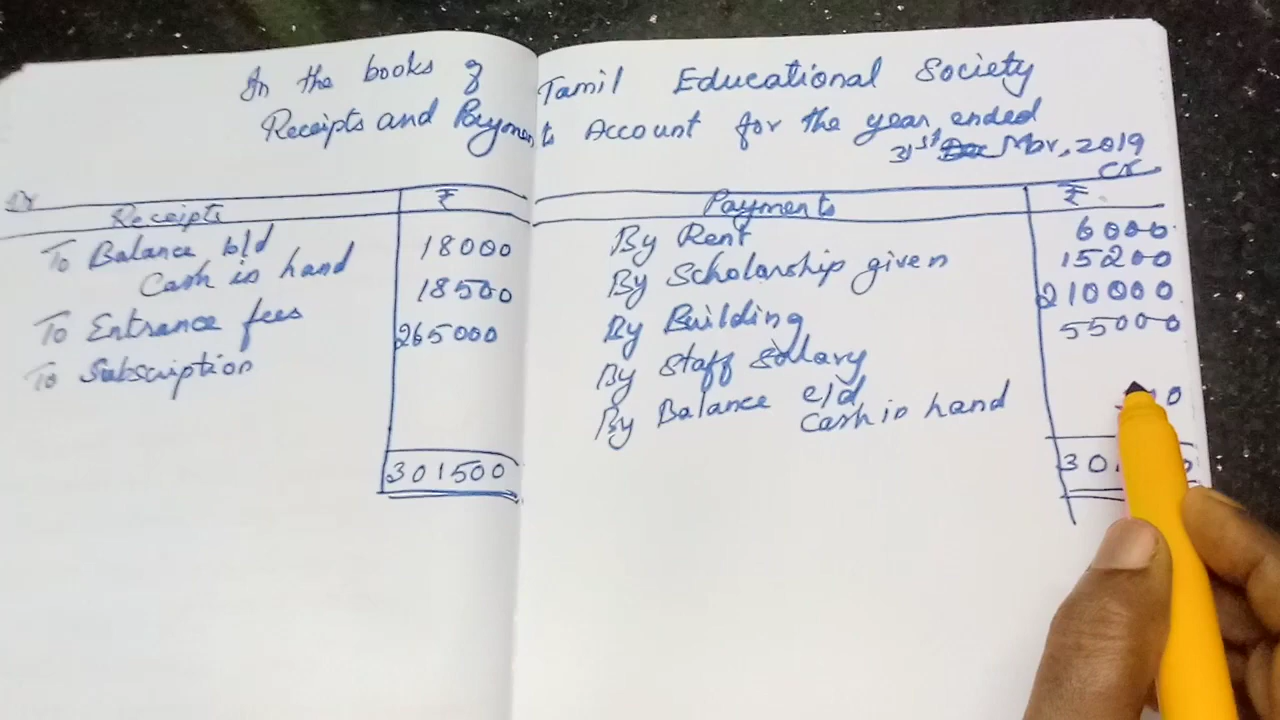 In the books of Tamil Educational Society
Receipts and Payments Account for the year ended
31st Mar, 2019
Dr Cr
Receipts ₹ Payments ₹
To Balance b/d By Rent 6000
Cash in hand 18000 By Scholarship given 15200
To Entrance fees 18500 By Building 210000
To Subscription 265000 By Staff Salary 55000
By Balance c/d
Cash in hand
301500